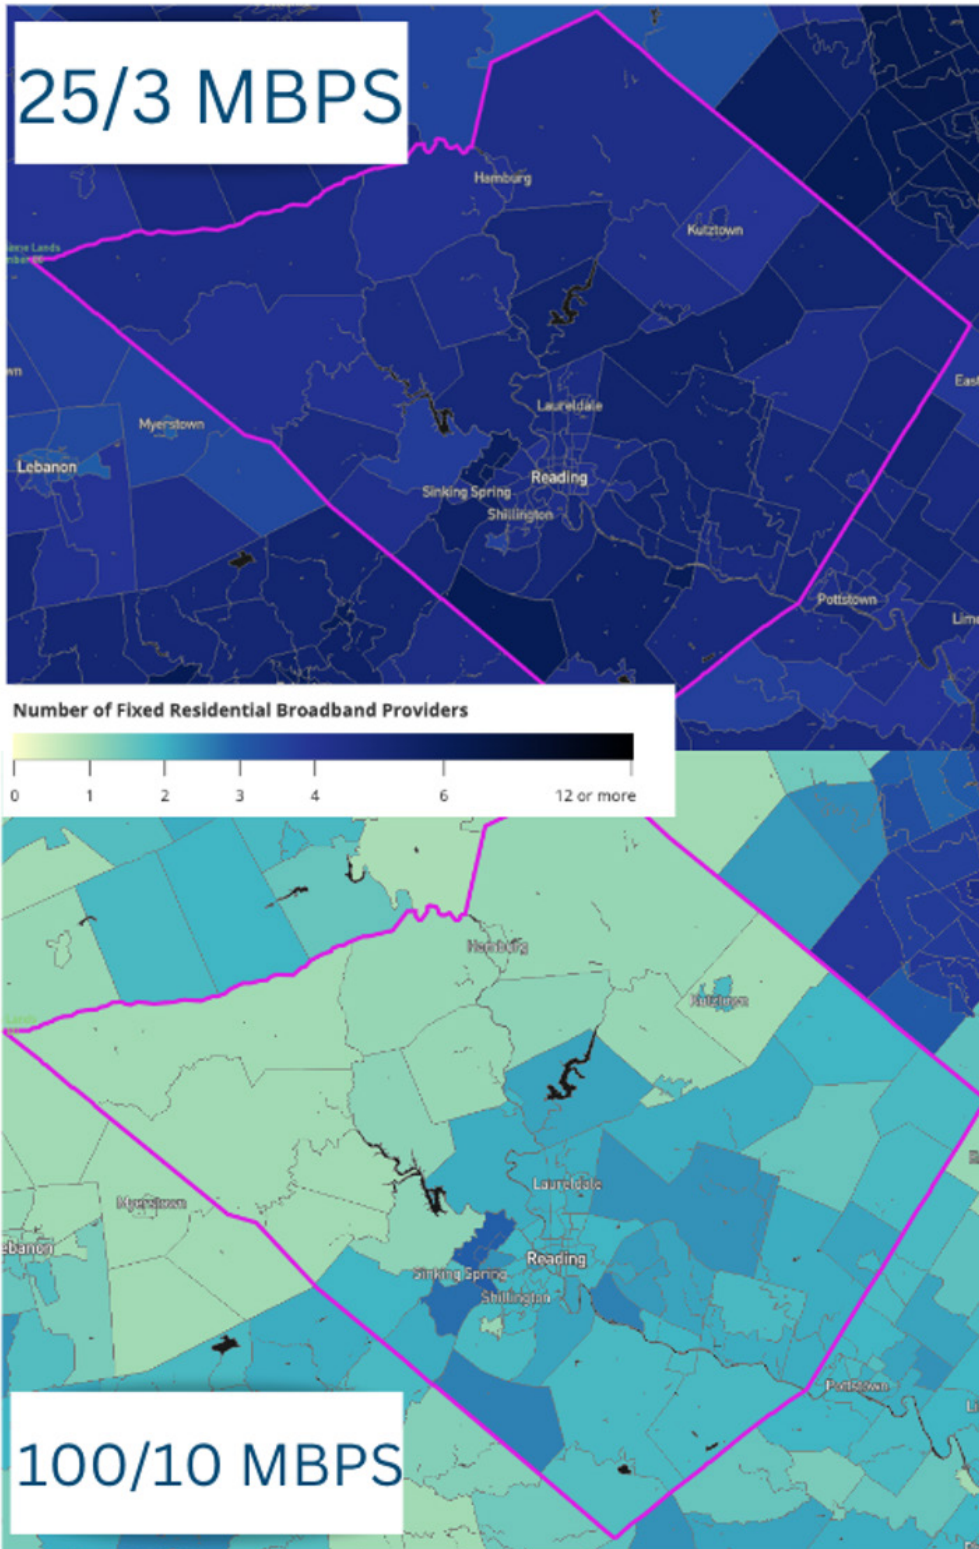 25/3 MBPS
Hamburg
Kutztown
Laureldale
Myerstown
Lebanon
Reading
Sinking Spring
Shillington
Pottstown
Number of Fixed Residential Broadband Providers
0 1 2 3 4 6 12 or more
Hamburg
Kutztown
Laureldale
Myerstown
ebanon
Reading
Sinking Spring
Shillington
Pottstown
100/10 MBPS